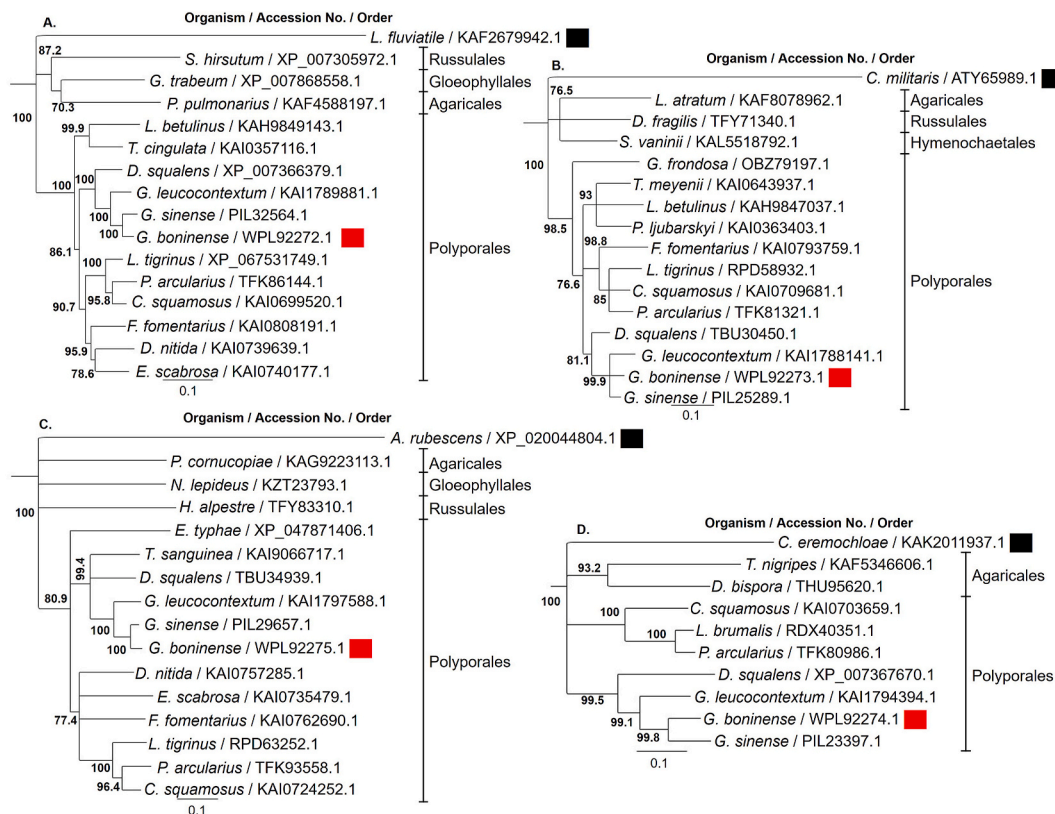 A.
Organism / Accession No. / Order
L. fluviatile / KAF2679942.1
87.2
S. hirsutum / XP_007305972.1
Russulales
G. trabeum / XP_007868558.1
Gloeophyllales
70.3
P. pulmonarius / KAF4588197.1
Agaricales
100
99.9
L. betulinus / KAH9849143.1
T. cingulata / KAI0357116.1
100
100
D. squalens / XP_007366379.1
G. leucocontextum / KAI1789881.1
100
G. sinense / PIL32564.1
100
G. boninense / WPL92272.1
86.1
Polyporales
100
L. tigrinus / XP_067531749.1
P. arcularius / TFK86144.1
95.8
C. squamosus / KAI0699520.1
90.7
F. fomentarius / KAI0808191.1
95.9
D. nitida / KAI0739639.1
78.6
E. scabrosa / KAI0740177.1
0.1
B.
Organism / Accession No. / Order
C. militaris / ATY65989.1
76.5
L. atratum / KAF8078962.1
Agaricales
D. fragilis / TFY71340.1
Russulales
S. vaninii / KAL5518792.1
Hymenochaetales
100
G. frondosa / OBZ79197.1
T. meyenii / KAI0643937.1
93
L. betulinus / KAH9847037.1
P. ljubarskyi / KAI0363403.1
98.5
98.8
F. fomentarius / KAI0793759.1
L. tigrinus / RPD58932.1
76.6
C. squamosus / KAI0709681.1
Polyporales
85
P. arcularius / TFK81321.1
D. squalens / TBU30450.1
81.1
G. leucocontextum / KAI1788141.1
G. boninense / WPL92273.1
99.9
G. sinense / PIL25289.1
0.1
C.
Organism / Accession No. / Order
A. rubescens / XP_020044804.1
P. cornucopiae / KAG9223113.1
Agaricales
N. lepideus / KZT23793.1
Gloeophyllales
H. alpestre / TFY83310.1
Russulales
100
E. typhae / XP_047871406.1
99.4
T. sanguinea / KAI9066717.1
D. squalens / TBU34939.1
80.9
G. leucocontextum / KAI1797588.1
100
G. sinense / PIL29657.1
100
G. boninense / WPL92275.1
Polyporales
D. nitida / KAI0757285.1
E. scabrosa / KAI0735479.1
77.4
F. fomentarius / KAI0762690.1
L. tigrinus / RPD63252.1
100
P. arcularius / TFK93558.1
96.4
C. squamosus / KAI0724252.1
0.1
D.
Organism / Accession No. / Order
C. eremochloae / KAK2011937.1
93.2
T. nigripes / KAF5346606.1
Agaricales
D. bispora / THU95620.1
100
100
C. squamosus / KAI0703659.1
100
L. brumalis / RDX40351.1
P. arcularius / TFK80986.1
D. squalens / XP_007367670.1
Polyporales
99.5
G. leucocontextum / KAI1794394.1
99.1
G. boninense / WPL92274.1
99.8
G. sinense / PIL23397.1
0.1